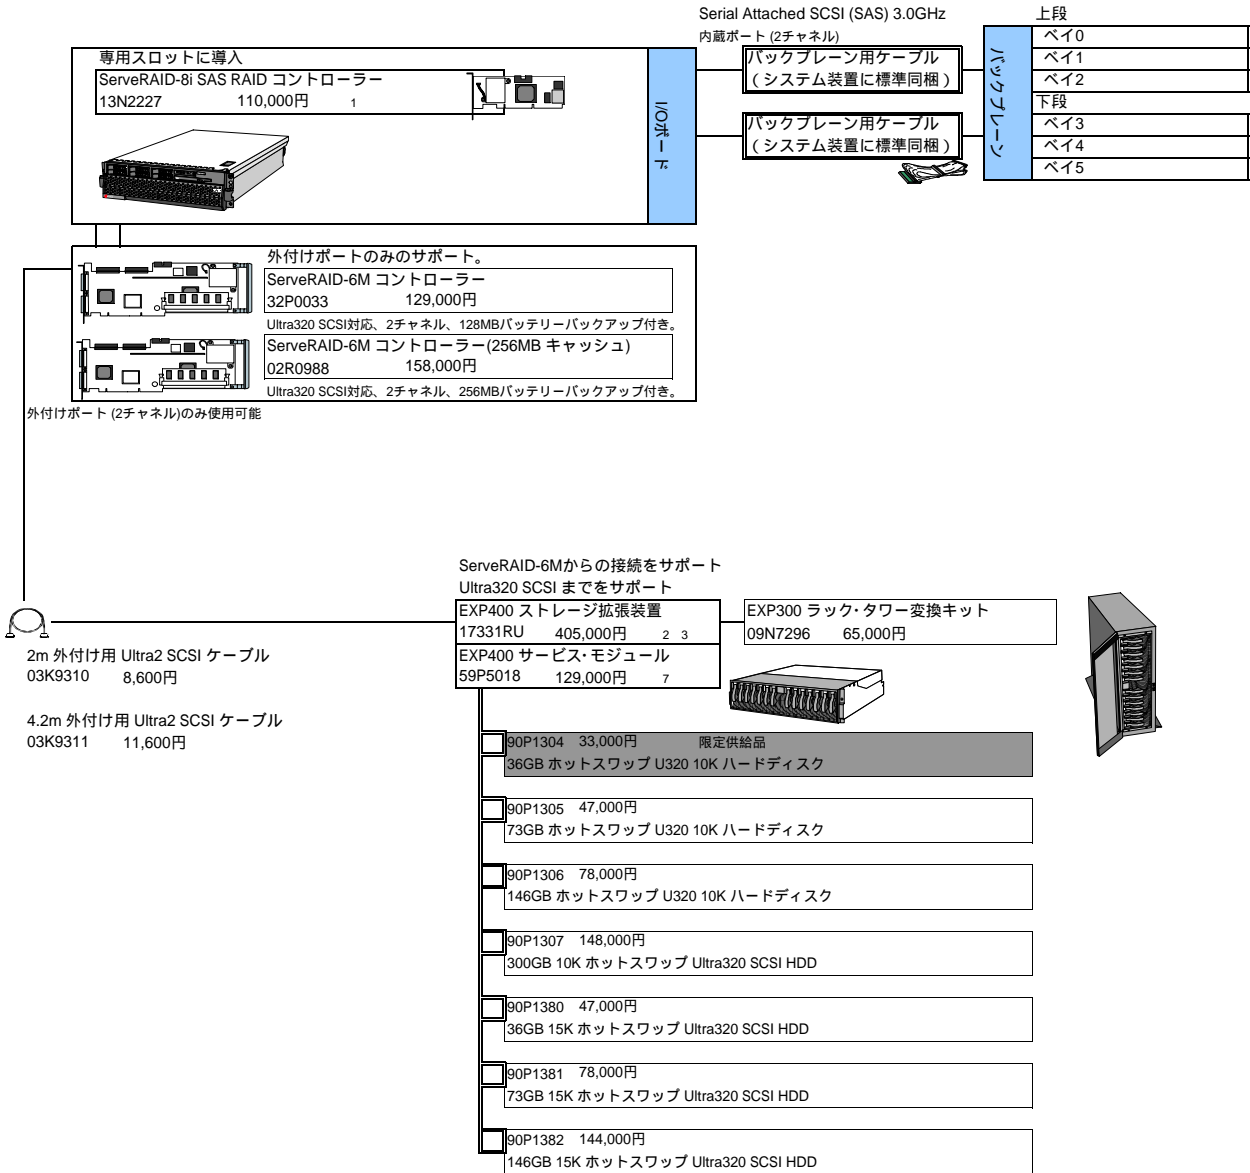 Serial Attached SCSI (SAS) 3.0GHz
内蔵ポート (2チャネル)
上段
ベイ0
ベイ1
ベイ2
下段
ベイ3
ベイ4
ベイ5
バックプレーン
バックプレーン用ケーブル
(システム装置に標準同梱)
バックプレーン用ケーブル
(システム装置に標準同梱)
専用スロットに導入
ServeRAID-8i SAS RAID コントローラー
13N2227 110,000円 1
I/Oボード
外付けポートのみのサポート。
ServeRAID-6M コントローラー
32P0033 129,000円
Ultra320 SCSI対応、2チャネル、128MBバッテリーバックアップ付き。
ServeRAID-6M コントローラー(256MB キャッシュ)
02R0988 158,000円
Ultra320 SCSI対応、2チャネル、256MBバッテリーバックアップ付き。
外付けポート (2チャネル)のみ使用可能
ServeRAID-6Mからの接続をサポート
Ultra320 SCSI までをサポート
EXP400 ストレージ拡張装置
17331RU 405,000円 2 3
EXP400 サービス・モジュール
59P5018 129,000円 7
EXP300 ラック・タワー変換キット
09N7296 65,000円
2m 外付け用 Ultra2 SCSI ケーブル
03K9310 8,600円
4.2m 外付け用 Ultra2 SCSI ケーブル
03K9311 11,600円
90P1304 33,000円 限定供給品
36GB ホットスワップ U320 10K ハードディスク
90P1305 47,000円
73GB ホットスワップ U320 10K ハードディスク
90P1306 78,000円
146GB ホットスワップ U320 10K ハードディスク
90P1307 148,000円
300GB 10K ホットスワップ Ultra320 SCSI HDD
90P1380 47,000円
36GB 15K ホットスワップ Ultra320 SCSI HDD
90P1381 78,000円
73GB 15K ホットスワップ Ultra320 SCSI HDD
90P1382 144,000円
146GB 15K ホットスワップ Ultra320 SCSI HDD